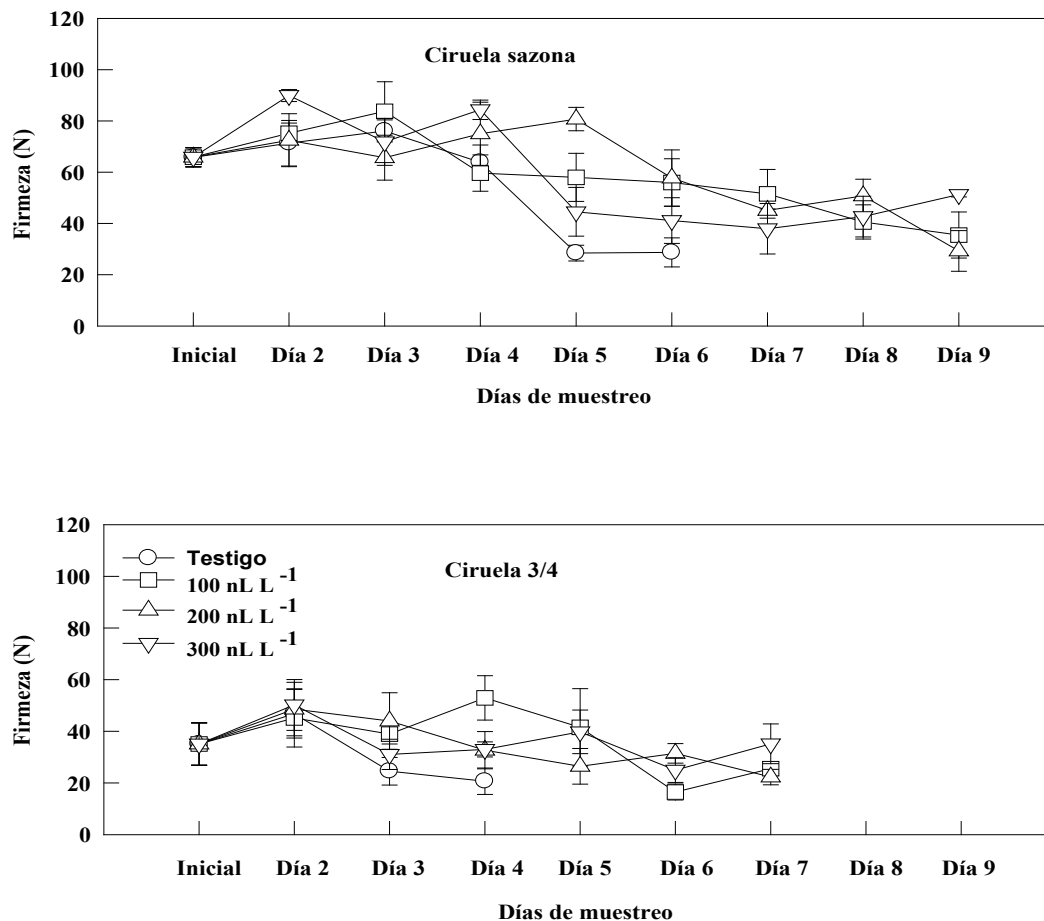 120
Ciruela sazona
100
80
60
40
20
0
Firmeza (N)
Inicial Día 2 Día 3 Día 4 Día 5 Día 6 Día 7 Día 8 Día 9
Días de muestreo
120
Testigo
100 nL L -1
200 nL L -1
300 nL L -1
Ciruela 3/4
100
80
60
40
20
0
Firmeza (N)
Inicial Día 2 Día 3 Día 4 Día 5 Día 6 Día 7 Día 8 Día 9
Días de muestreo